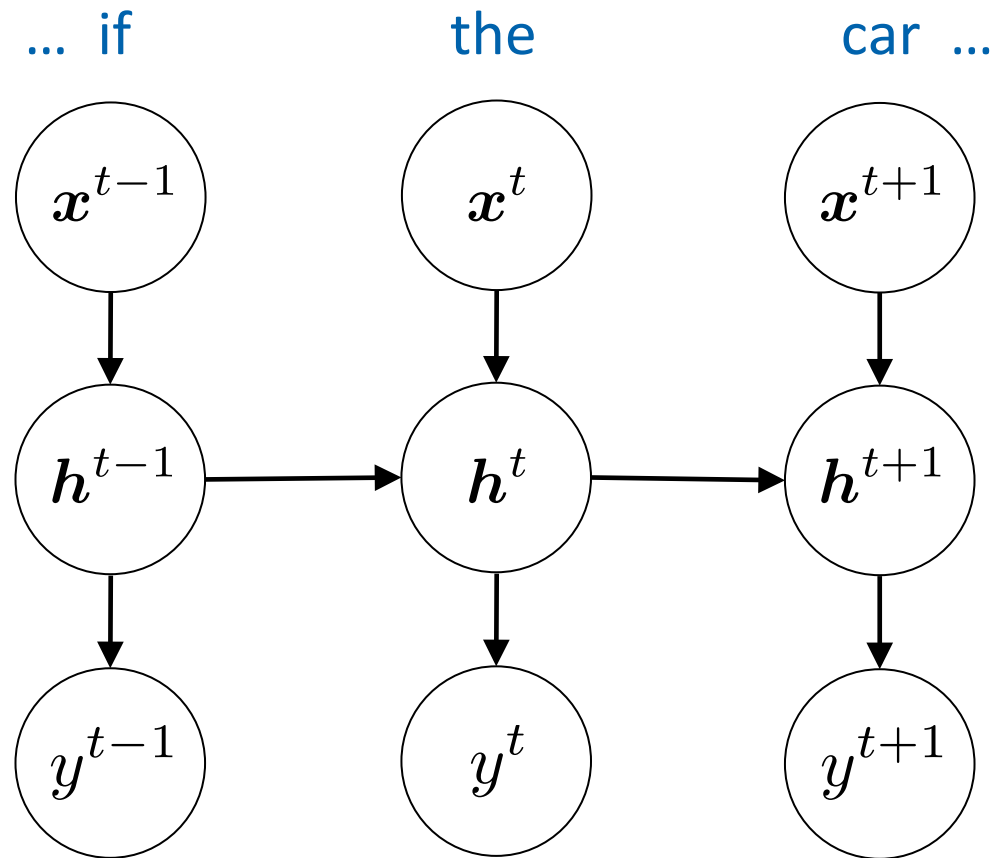 ... if the car ...
x^{t−1} x^{t} x^{t+1}
h^{t−1} h^{t} h^{t+1}
y^{t−1} y^{t} y^{t+1}